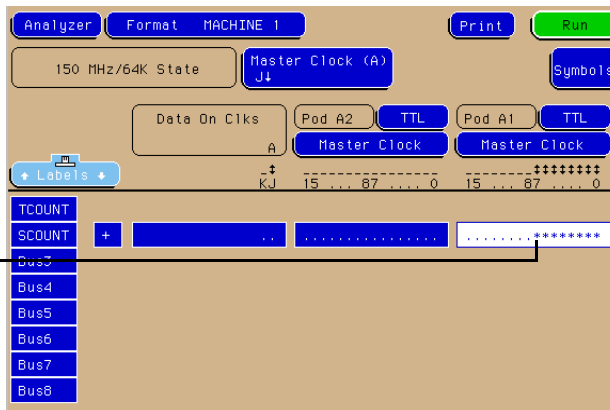 Analyzer Format MACHINE 1 Print Run
150 MHz/64K State Master Clock (A) Symbols
J↓
Data On Clks Pod A2 TTL Pod A1 TTL
A Master Clock Master Clock
↑ Labels ↓
KJ 15 ... 87 .... 0 15 ... 87 .... 0
TCOUNT
SCOUNT + .. ................ ........********
Bus3
Bus4
Bus5
Bus6
Bus7
Bus8